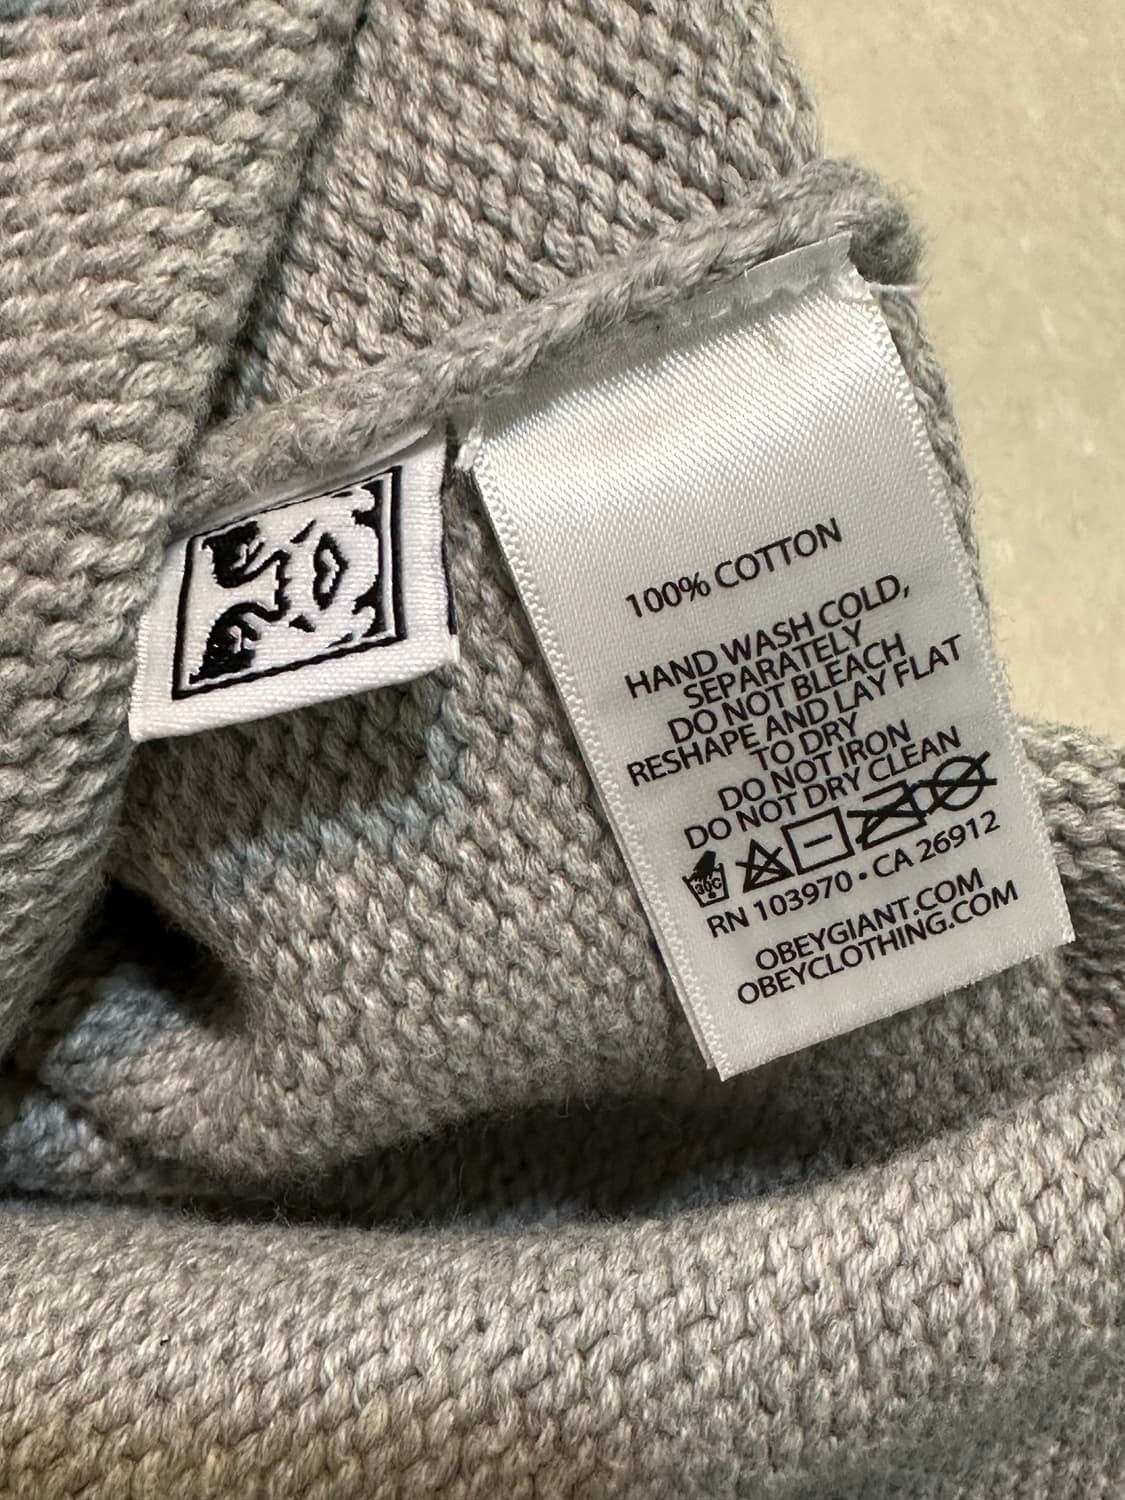 100% COTTON
HAND WASH COLD,
SEPARATELY
DO NOT BLEACH
RESHAPE AND LAY FLAT
TO DRY
DO NOT IRON
DO NOT DRY CLEAN
30C
RN 103970 • CA 26912
OBEYGIANT.COM
OBEYCLOTHING.COM